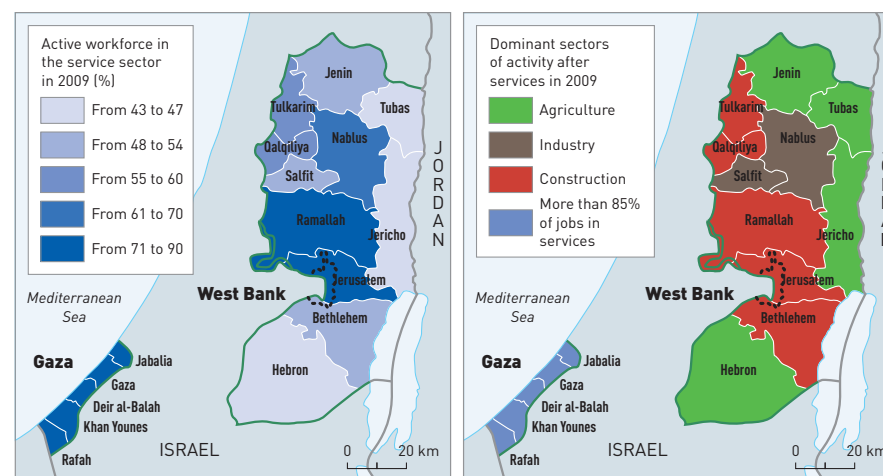 Active workforce in
the service sector
in 2009 (%)
From 43 to 47
From 48 to 54
From 55 to 60
From 61 to 70
From 71 to 90
Jenin
Tulkarim
Tubas
Nablus
Qalqiliya
Salfit
JORDAN
Ramallah
Jericho
Jerusalem
West Bank
Mediterranean
Sea
Bethlehem
Gaza
Jabalia
Hebron
Gaza
Deir al-Balah
Khan Younes
ISRAEL
Rafah
0 20 km
Dominant sectors
of activity after
services in 2009
Agriculture
Industry
Construction
More than 85%
of jobs in
services
Jenin
Tulkarim
Tubas
Nablus
Qalqiliya
Salfit
Ramallah
Jericho
Jerusalem
West Bank
Mediterranean
Sea
Bethlehem
Gaza
Jabalia
Hebron
Gaza
Deir al-Balah
Khan Younes
ISRAEL
Rafah
0 20 km